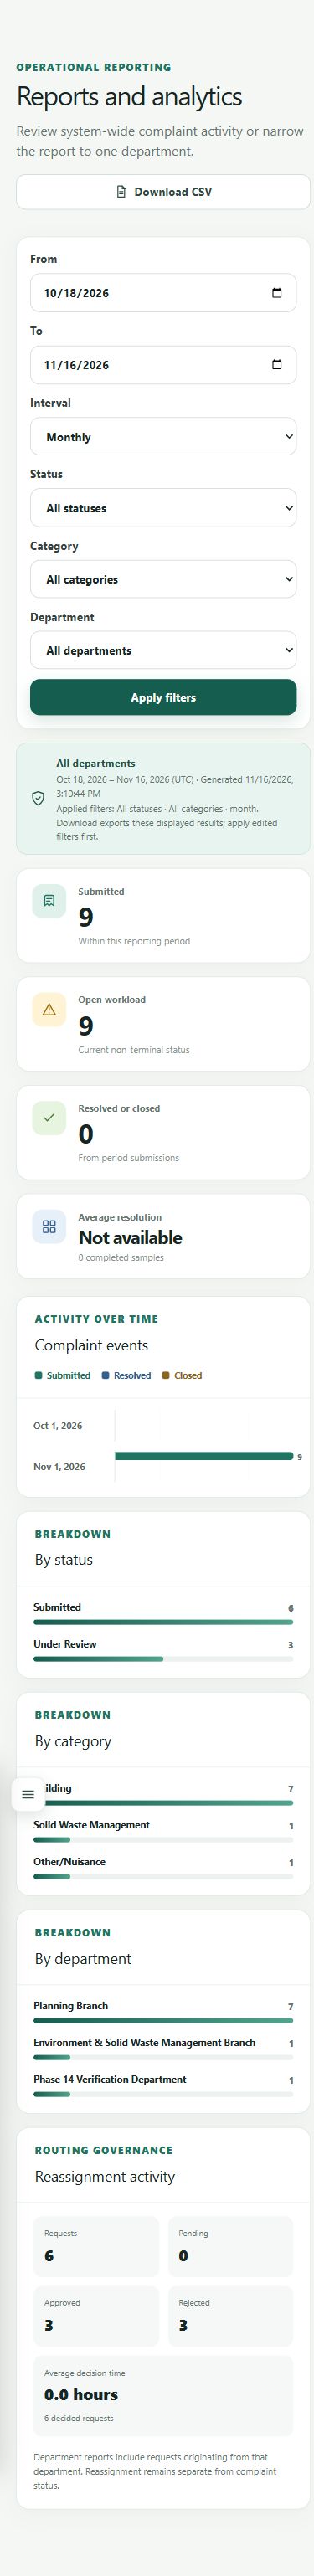 OPERATIONAL REPORTING
Reports and analytics
Review system-wide complaint activity or narrow
the report to one department.
Download CSV
From
10/18/2026
To
11/16/2026
Interval
Monthly
Status
All statuses
Category
All categories
Department
All departments
Apply filters
All departments
Oct 18, 2026 – Nov 16, 2026 (UTC) · Generated 11/16/2026,
3:10:44 PM
Applied filters: All statuses · All categories · month.
Download exports these displayed results; apply edited
filters first.
Submitted
9
Within this reporting period
Open workload
9
Current non-terminal status
Resolved or closed
0
From period submissions
Average resolution
Not available
0 completed samples
ACTIVITY OVER TIME
Complaint events
Submitted Resolved Closed
Oct 1, 2026
Nov 1, 2026 9
BREAKDOWN
By status
Submitted 6
Under Review 3
BREAKDOWN
By category
ilding 7
Solid Waste Management 1
Other/Nuisance 1
BREAKDOWN
By department
Planning Branch 7
Environment & Solid Waste Management Branch 1
Phase 14 Verification Department 1
ROUTING GOVERNANCE
Reassignment activity
Requests Pending
6 0
Approved Rejected
3 3
Average decision time
0.0 hours
6 decided requests
Department reports include requests originating from that
department. Reassignment remains separate from complaint
status.